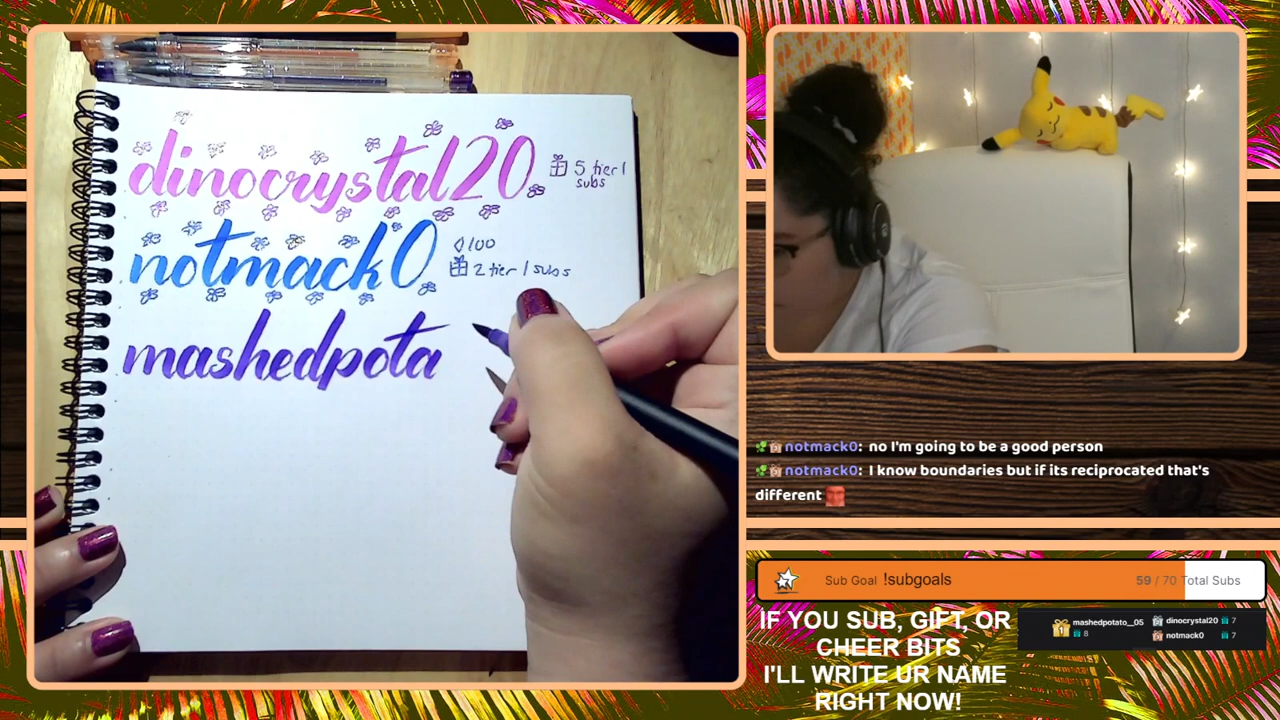 dinocrystal20
5 tier 1
subs
notmack0
100
2 tier 1 subs
mashedpota
notmack0: no I'm going to be a good person
notmack0: I know boundaries but if its reciprocated that's
different
Sub Goal !subgoals 59 / 70 Total Subs
IF YOU SUB, GIFT, OR
CHEER BITS
I'LL WRITE UR NAME
RIGHT NOW!
1 mashedpotato_05 8
dinocrystal20 7
notmack0 7